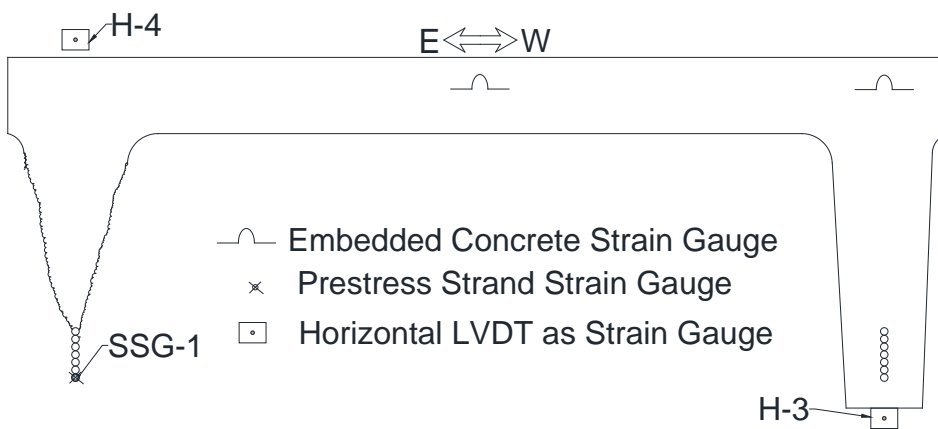 H-4
E W
Embedded Concrete Strain Gauge
Prestress Strand Strain Gauge
Horizontal LVDT as Strain Gauge
SSG-1
H-3